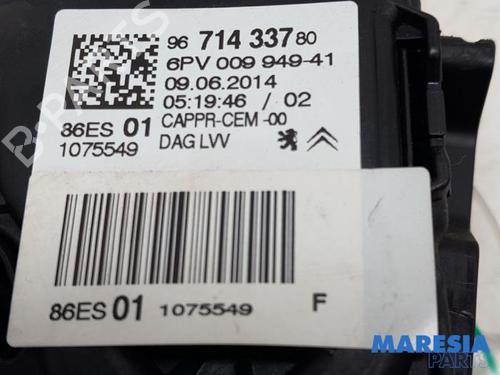 96 714 337 80
6PV 009 949-41
09.06.2014
05:19:46 / 02
86ES 01 CAPPR-CEM-00
1075549 DAG LVV
86ES 01 1075549 F
B-Parts
MARESIA
PARTS